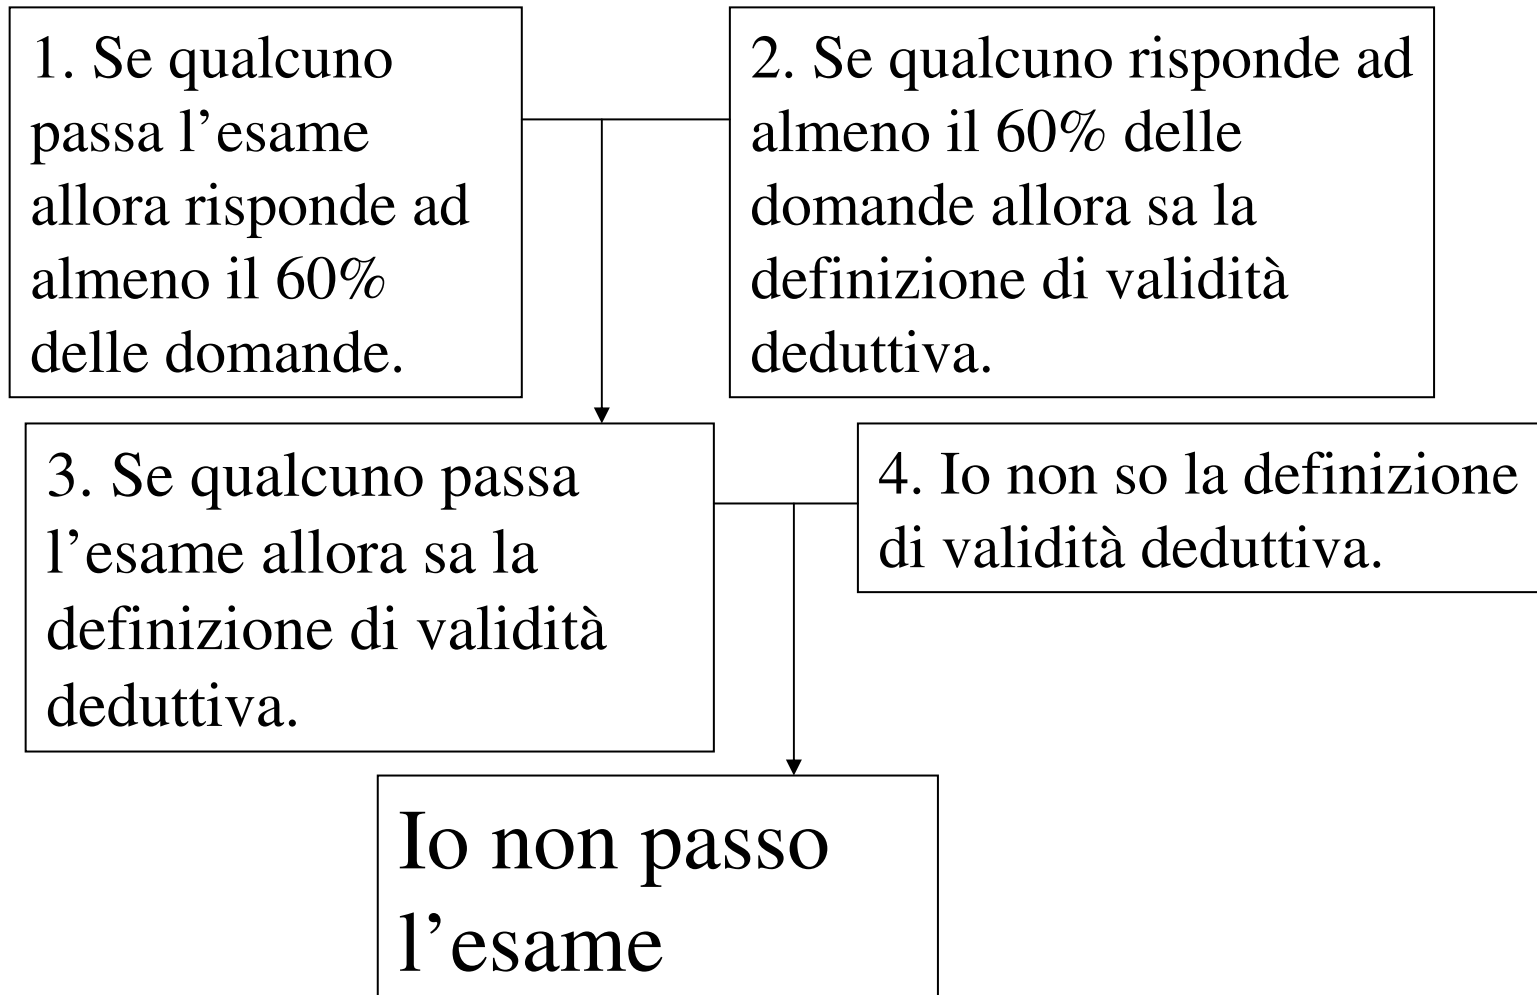 1. Se qualcuno
passa l’esame
allora risponde ad
almeno il 60%
delle domande.
2. Se qualcuno risponde ad
almeno il 60% delle
domande allora sa la
definizione di validità
deduttiva.
3. Se qualcuno passa
l’esame allora sa la
definizione di validità
deduttiva.
4. Io non so la definizione
di validità deduttiva.
Io non passo
l’esame